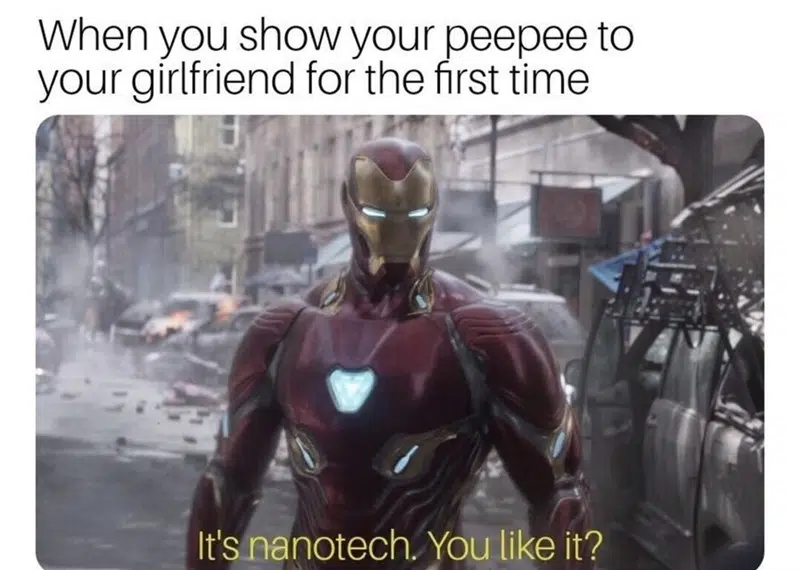 When you show your peepee to
your girlfriend for the first time
It's nanotech. You like it?